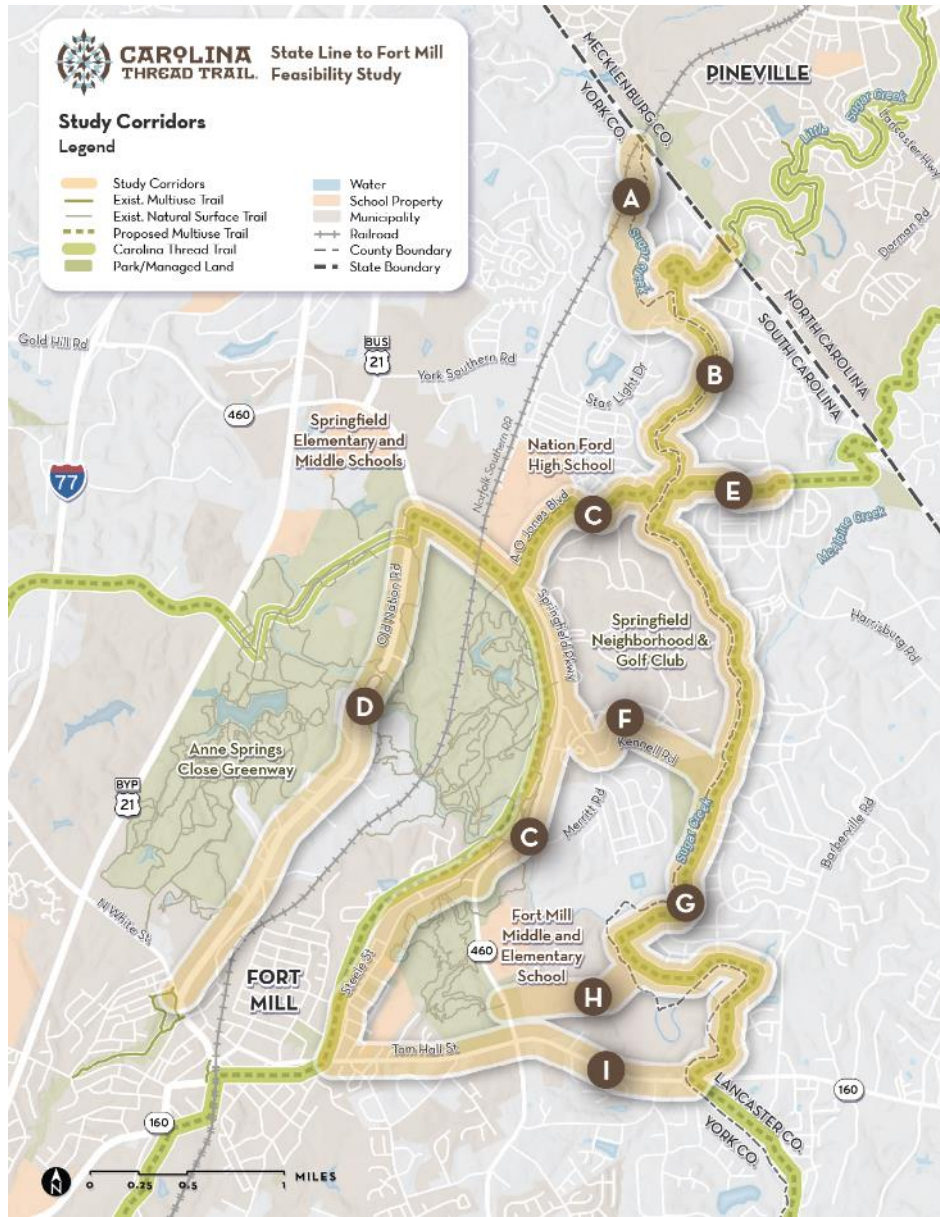 CAROLINA
THREAD TRAIL.
State Line to Fort Mill
Feasibility Study
Study Corridors
Legend
Study Corridors
Exist. Multiuse Trail
Exist. Natural Surface Trail
Proposed Multiuse Trail
Carolina Thread Trail
Park/Managed Land
Water
School Property
Municipality
Railroad
County Boundary
State Boundary
MECKLENBURG CO.
YORK CO.
PINEVILLE
Little Sugar Creek
Lancaster Hwy
Dorman Rd
A
Sugar Creek
NORTH CAROLINA
SOUTH CAROLINA
Gold Hill Rd
BUS
21
York Southern Rd
Star Light Dr
B
460
Springfield
Elementary and
Middle Schools
Norfolk Southern RR
Nation Ford
High School
77
A O Jones Blvd
C
E
McAlpine Creek
Old Nation Rd
Springfield Pkwy
Springfield
Neighborhood &
Golf Club
Harrisburg Rd
D
F
Kennell Rd
Anne Springs
Close Greenway
BYP
21
Merritt Rd
C
Sugar Creek
Barberville Rd
N White St
G
Fort Mill
Middle and
Elementary
School
460
FORT
MILL
Steele St
H
Tom Hall St
I
LANCASTER CO.
YORK CO.
160
160
N
0 0.25 0.5 1 MILES